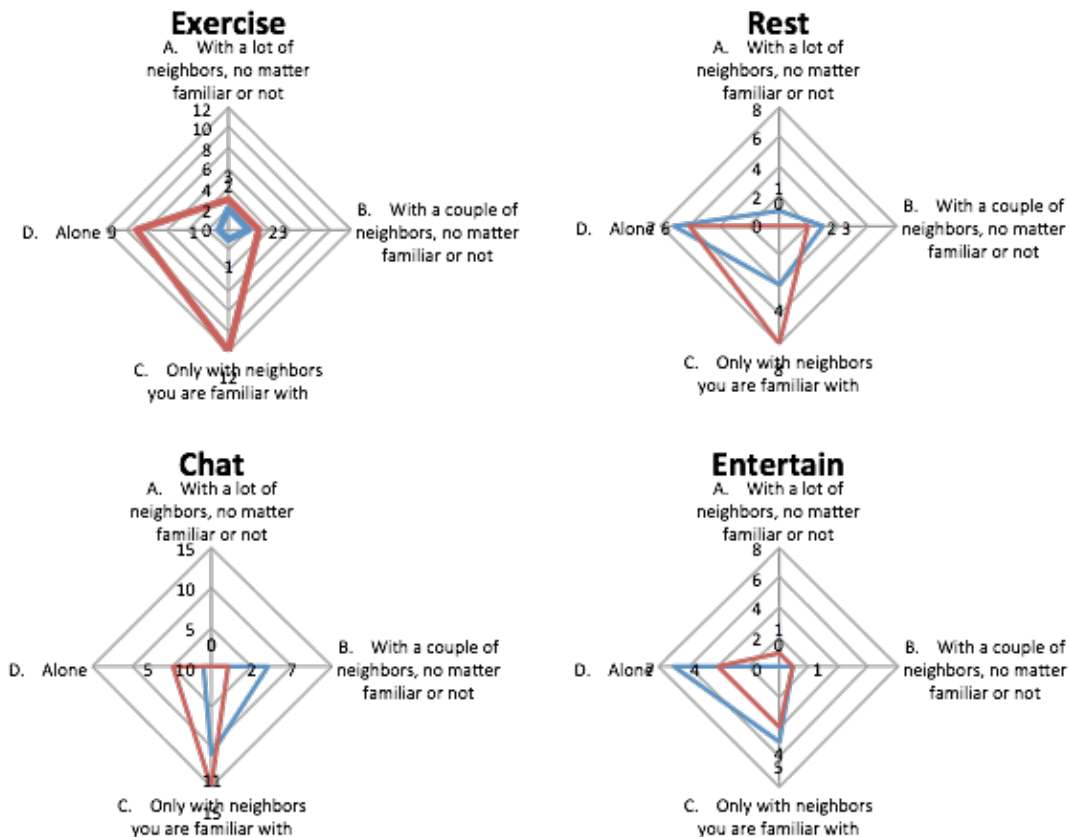 Exercise
A. With a lot of
neighbors, no matter
familiar or not
12
10
8
6
4
2
0
3
2
B. With a couple of
neighbors, no matter
familiar or not
2 3
C. Only with neighbors
you are familiar with
1
12
D. Alone
9
1
Rest
A. With a lot of
neighbors, no matter
familiar or not
8
6
4
2
0
1
0
B. With a couple of
neighbors, no matter
familiar or not
2 3
C. Only with neighbors
you are familiar with
4
8
D. Alone
7 6
Chat
A. With a lot of
neighbors, no matter
familiar or not
15
10
5
0
0
B. With a couple of
neighbors, no matter
familiar or not
2 7
C. Only with neighbors
you are familiar with
11
15
D. Alone
5 1
Entertain
A. With a lot of
neighbors, no matter
familiar or not
8
6
4
2
0
1
0
B. With a couple of
neighbors, no matter
familiar or not
1
C. Only with neighbors
you are familiar with
4
5
D. Alone
7 4